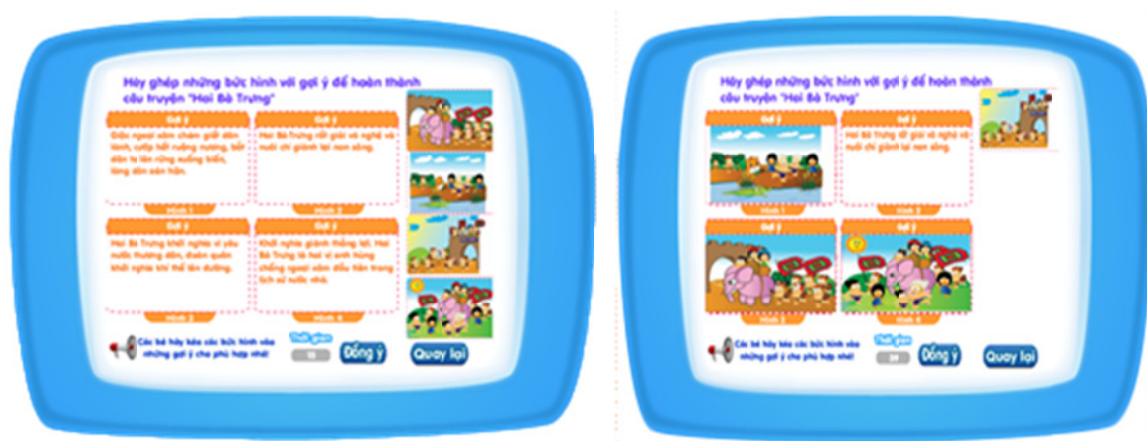 Hãy ghép những bức hình với gợi ý để hoàn thành
câu truyện "Hai Bà Trưng"
Gợi ý
Giặc ngoại xâm chém giết dân
lành, cướp hết ruộng nương, bắt
dân ta lên rừng xuống biển,
lòng dân oán hận.
Hình 1
Gợi ý
Hai Bà Trưng rất giỏi võ nghệ và
nuôi chí giành lại non sông.
Hình 2
Gợi ý
Hai Bà Trưng khởi nghĩa vì yêu
nước thương dân, đoàn quân
khởi nghĩa khí thế lên đường.
Hình 3
Gợi ý
Khởi nghĩa giành thắng lợi, Hai
Bà Trưng là hai vị anh hùng
chống ngoại xâm đầu tiên trong
lịch sử nước nhà.
Hình 4
Các bé hãy kéo các bức hình vào
những gợi ý cho phù hợp nhé!
Thời gian
Đồng ý
Quay lại
Hãy ghép những bức hình với gợi ý để hoàn thành
câu truyện "Hai Bà Trưng"
Gợi ý
Hình 1
Gợi ý
Hai Bà Trưng rất giỏi võ nghệ và
nuôi chí giành lại non sông.
Hình 2
Gợi ý
Hình 3
Gợi ý
Hình 4
Các bé hãy kéo các bức hình vào
những gợi ý cho phù hợp nhé!
Thời gian
Đồng ý
Quay lại